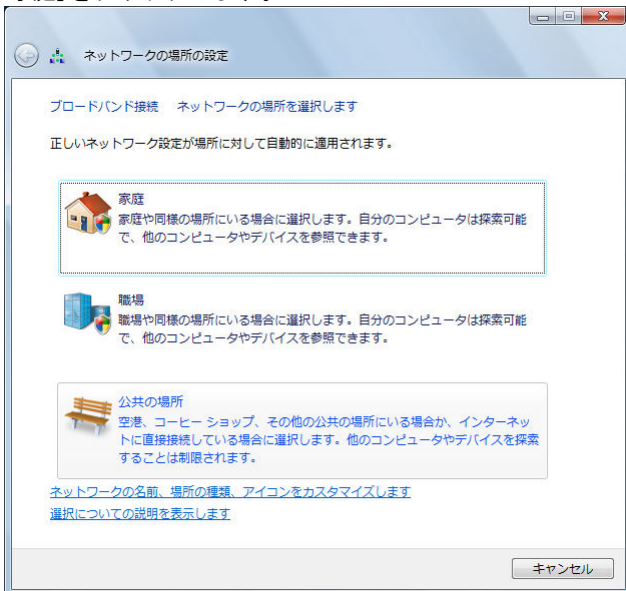 ネットワークの場所の設定
ブロードバンド接続 ネットワークの場所を選択します
正しいネットワーク設定が場所に対して自動的に適用されます。
家庭
家庭や同様の場所にいる場合に選択します。自分のコンピュータは探索可能
で、他のコンピュータやデバイスを参照できます。
職場
職場や同様の場所にいる場合に選択します。自分のコンピュータは探索可能
で、他のコンピュータやデバイスを参照できます。
公共の場所
空港、コーヒー ショップ、その他の公共の場所にいる場合か、インターネッ
トに直接接続している場合に選択します。他のコンピュータやデバイスを探索
することは制限されます。
ネットワークの名前、場所の種類、アイコンをカスタマイズします
選択についての説明を表示します
キャンセル